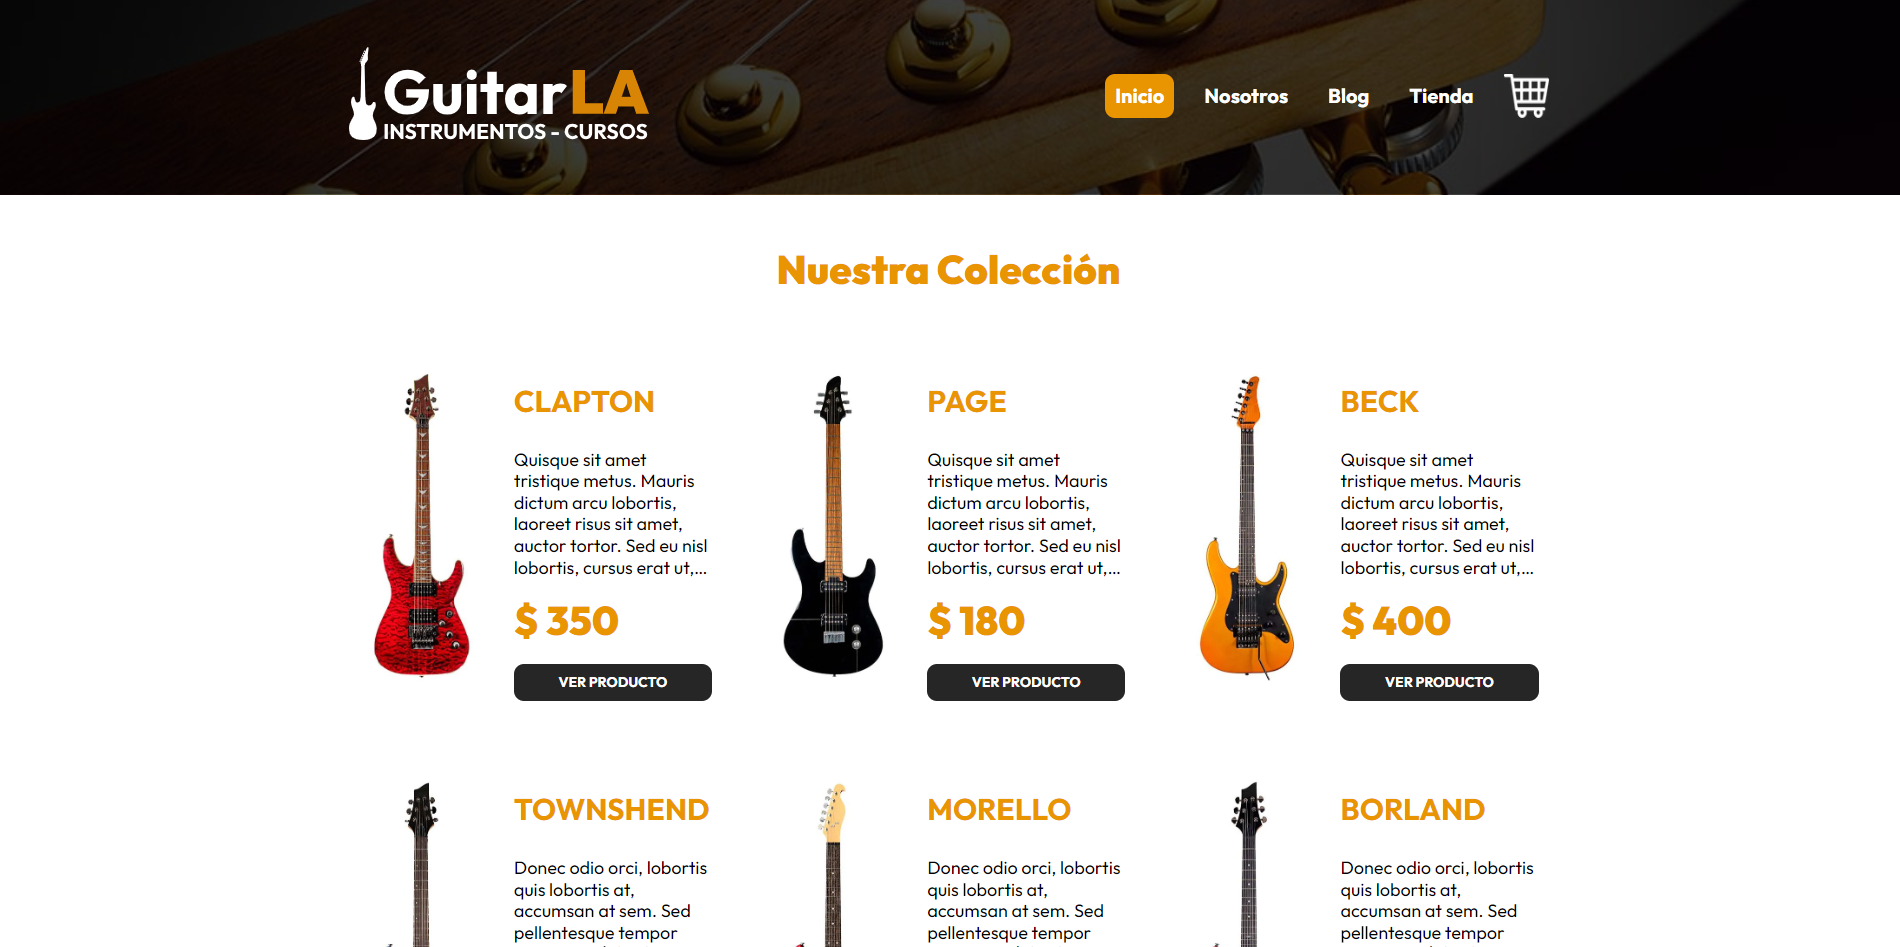 GuitarLA
INSTRUMENTOS - CURSOS
Inicio
Nosotros
Blog
Tienda
Nuestra Colección
CLAPTON
Quisque sit amet
tristique metus. Mauris
dictum arcu lobortis,
laoreet risus sit amet,
auctor tortor. Sed eu nisl
lobortis, cursus erat ut,...
$ 350
VER PRODUCTO
PAGE
Quisque sit amet
tristique metus. Mauris
dictum arcu lobortis,
laoreet risus sit amet,
auctor tortor. Sed eu nisl
lobortis, cursus erat ut,...
$ 180
VER PRODUCTO
BECK
Quisque sit amet
tristique metus. Mauris
dictum arcu lobortis,
laoreet risus sit amet,
auctor tortor. Sed eu nisl
lobortis, cursus erat ut,...
$ 400
VER PRODUCTO
TOWNSHEND
Donec odio orci, lobortis
quis lobortis at,
accumsan at sem. Sed
pellentesque tempor
MORELLO
Donec odio orci, lobortis
quis lobortis at,
accumsan at sem. Sed
pellentesque tempor
BORLAND
Donec odio orci, lobortis
quis lobortis at,
accumsan at sem. Sed
pellentesque tempor